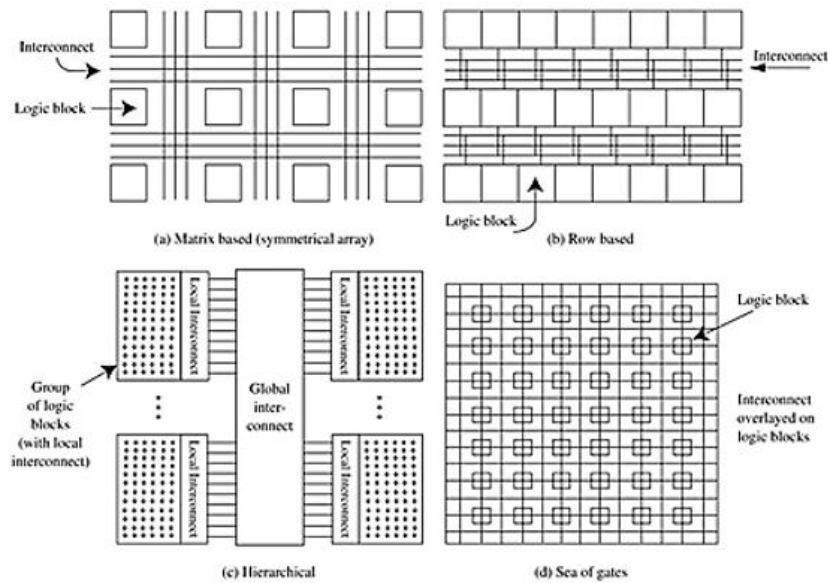 Interconnect
Logic block
Interconnect
Logic block
(a) Matrix based (symmetrical array)
(b) Row based
Local Interconnect
Local Interconnect
Group
of logic
blocks
(with local
interconnect)
Global
inter-
connect
Local Interconnect
Local Interconnect
(c) Hierarchical
Logic block
Interconnect
overlayed on
logic blocks
(d) Sea of gates